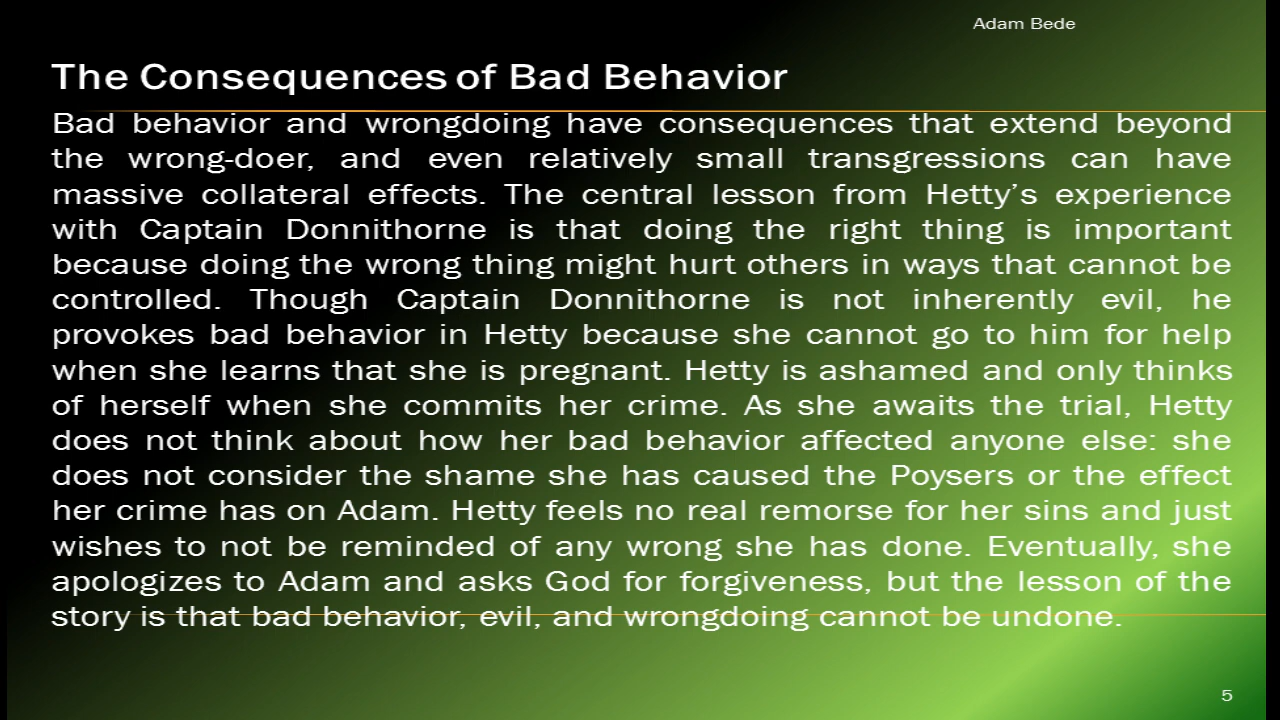 Adam Bede
The Consequences of Bad Behavior
Bad behavior and wrongdoing have consequences that extend beyond
the wrong-doer, and even relatively small transgressions can have
massive collateral effects. The central lesson from Hetty’s experience
with Captain Donnithorne is that doing the right thing is important
because doing the wrong thing might hurt others in ways that cannot be
controlled. Though Captain Donnithorne is not inherently evil, he
provokes bad behavior in Hetty because she cannot go to him for help
when she learns that she is pregnant. Hetty is ashamed and only thinks
of herself when she commits her crime. As she awaits the trial, Hetty
does not think about how her bad behavior affected anyone else: she
does not consider the shame she has caused the Poysers or the effect
her crime has on Adam. Hetty feels no real remorse for her sins and just
wishes to not be reminded of any wrong she has done. Eventually, she
apologizes to Adam and asks God for forgiveness, but the lesson of the
story is that bad behavior, evil, and wrongdoing cannot be undone.
5